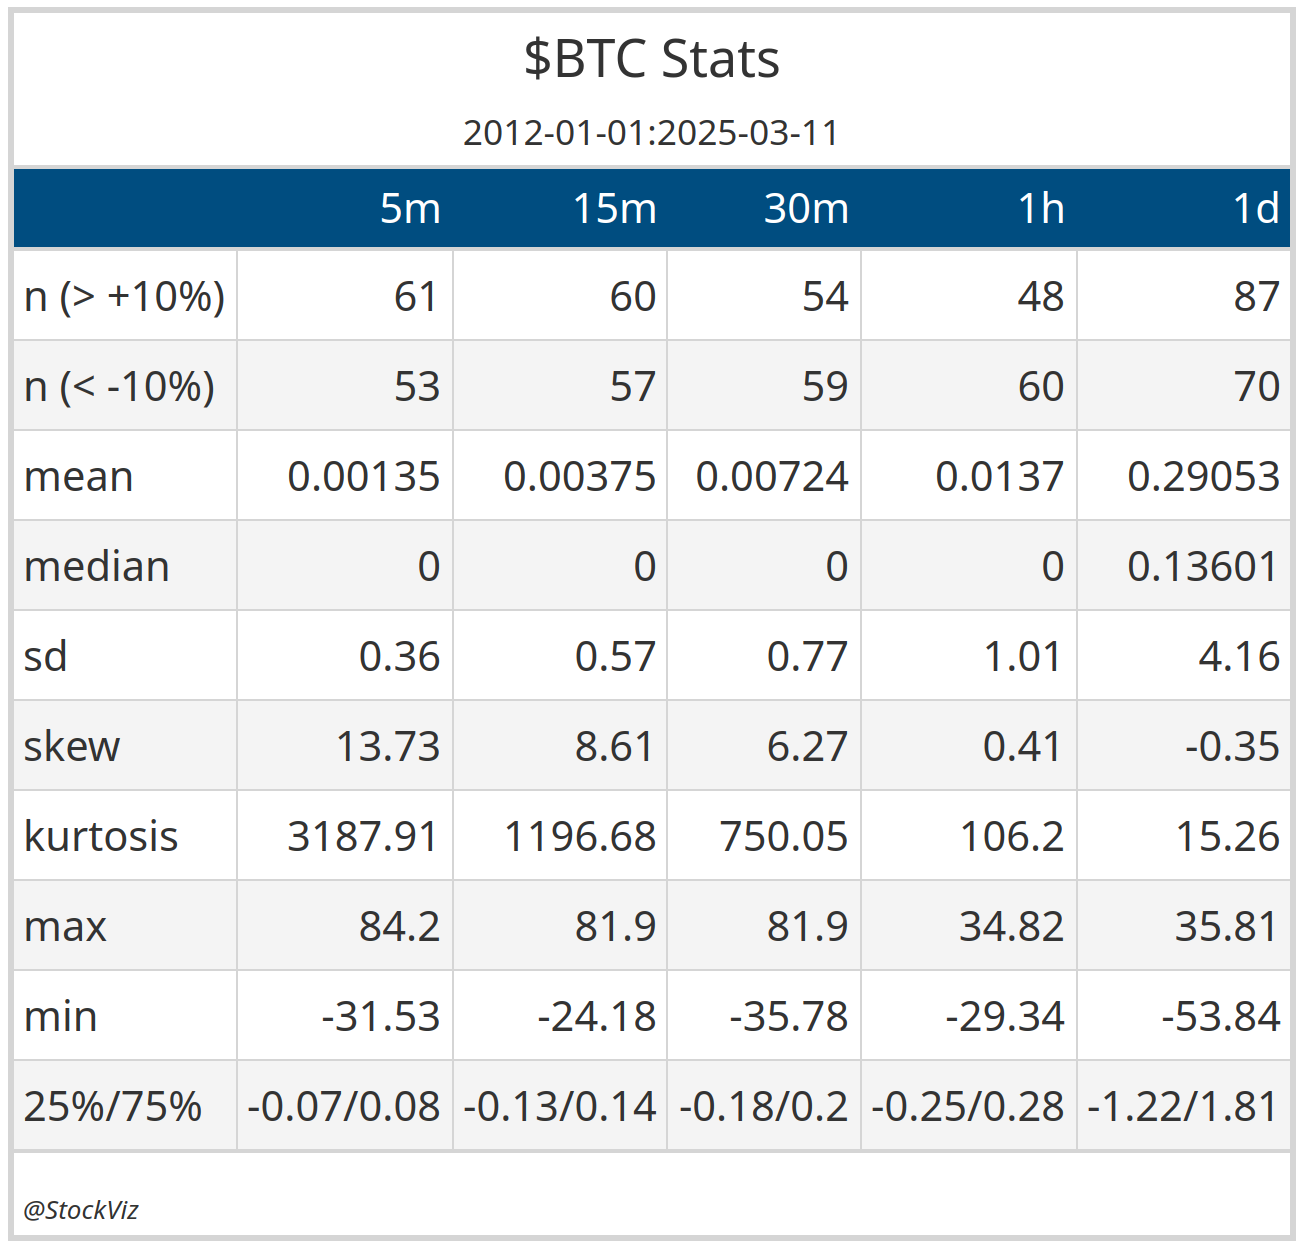 $BTC Stats
2012-01-01:2025-03-11
5m 15m 30m 1h 1d
n (> +10%) 61 60 54 48 87
n (< -10%) 53 57 59 60 70
mean 0.00135 0.00375 0.00724 0.0137 0.29053
median 0 0 0 0 0.13601
sd 0.36 0.57 0.77 1.01 4.16
skew 13.73 8.61 6.27 0.41 -0.35
kurtosis 3187.91 1196.68 750.05 106.2 15.26
max 84.2 81.9 81.9 34.82 35.81
min -31.53 -24.18 -35.78 -29.34 -53.84
25%/75% -0.07/0.08 -0.13/0.14 -0.18/0.2 -0.25/0.28 -1.22/1.81
@StockViz